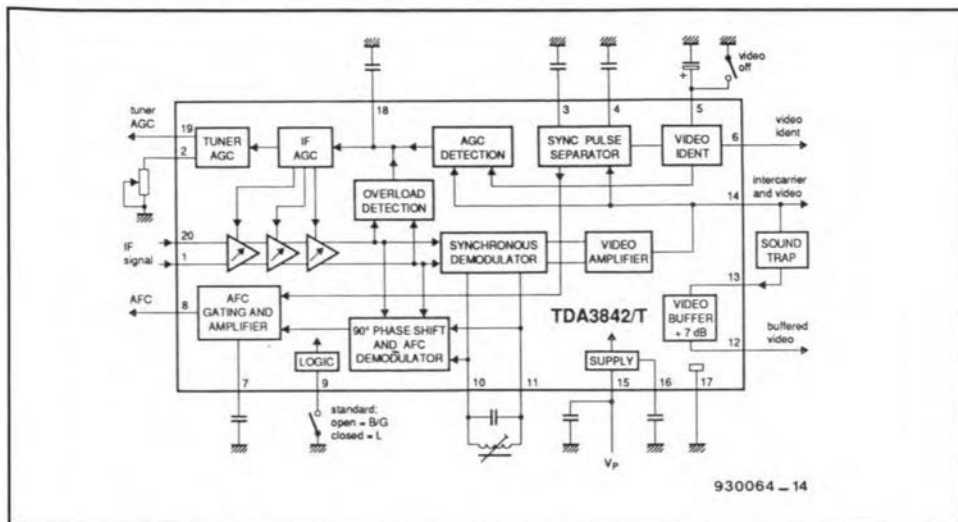 video
off
tuner
AGC
18
3
4
5
19
2
TUNER
AGC
IF
AGC
AGC
DETECTION
SYNC PULSE
SEPARATOR
VIDEO
IDENT
6
video
ident
OVERLOAD
DETECTION
14
intercarrier
and video
20
IF
signal
1
SYNCHRONOUS
DEMODULATOR
VIDEO
AMPLIFIER
SOUND
TRAP
13
AFC
8
AFC
GATING AND
AMPLIFIER
90° PHASE SHIFT
AND AFC
DEMODULATOR
TDA3842/T
VIDEO
BUFFER
+ 7 dB
12
buffered
video
LOGIC
SUPPLY
7
9
10
11
15
16
17
standard:
open = B/G
closed = L
VP
930064 – 14